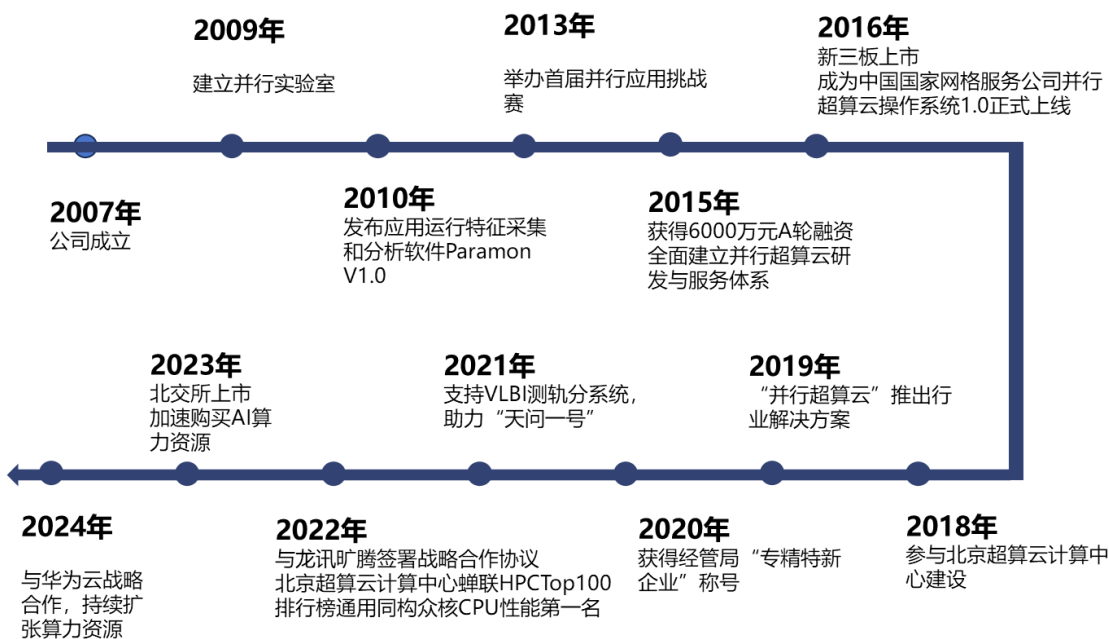 2009年
建立并行实验室
2013年
举办首届并行应用挑战
赛
2016年
新三板上市
成为中国国家网格服务公司并行
超算云操作系统1.0正式上线
2007年
公司成立
2010年
发布应用运行特征采集
和分析软件Paramon
V1.0
2015年
获得6000万元A轮融资
全面建立并行超算云研
发与服务体系
2023年
北交所上市
加速购买AI算
力资源
2021年
支持VLBI测轨分系统，
助力“天问一号”
2019年
“并行超算云”推出行
业解决方案
2024年
与华为云战略
合作，持续扩
张算力资源
2022年
与龙讯旷腾签署战略合作协议
北京超算云计算中心蝉联HPCTop100
排行榜通用同构众核CPU性能第一名
2020年
获得经管局“专精特新
企业”称号
2018年
参与北京超算云计算中
心建设